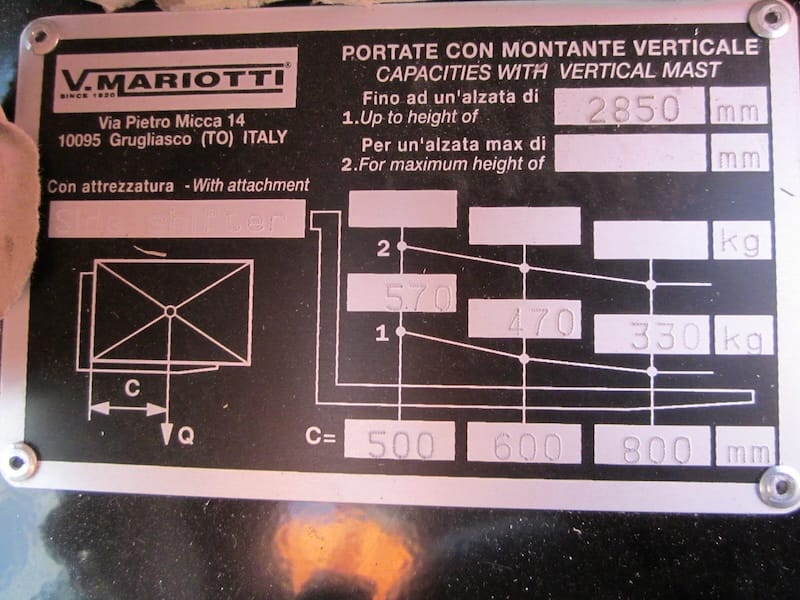 V.MARIOTTI®
SINCE 1920
Via Pietro Micca 14
10095 Grugliasco (TO) ITALY
Con attrezzatura - With attachment
Side shifter
PORTATE CON MONTANTE VERTICALE
CAPACITIES WITH VERTICAL MAST
Fino ad un'alzata di
1.Up to height of
2850 mm
Per un'alzata max di
2.For maximum height of
mm
2
kg
570 470 330 kg
1
C
Q
C= 500 600 800 mm